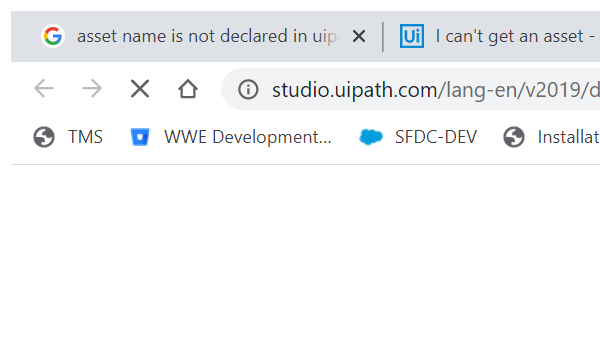 asset name is not declared in uip
Ui I can't get an asset -
studio.uipath.com/lang-en/v2019/d
TMS WWE Development... SFDC-DEV Installat